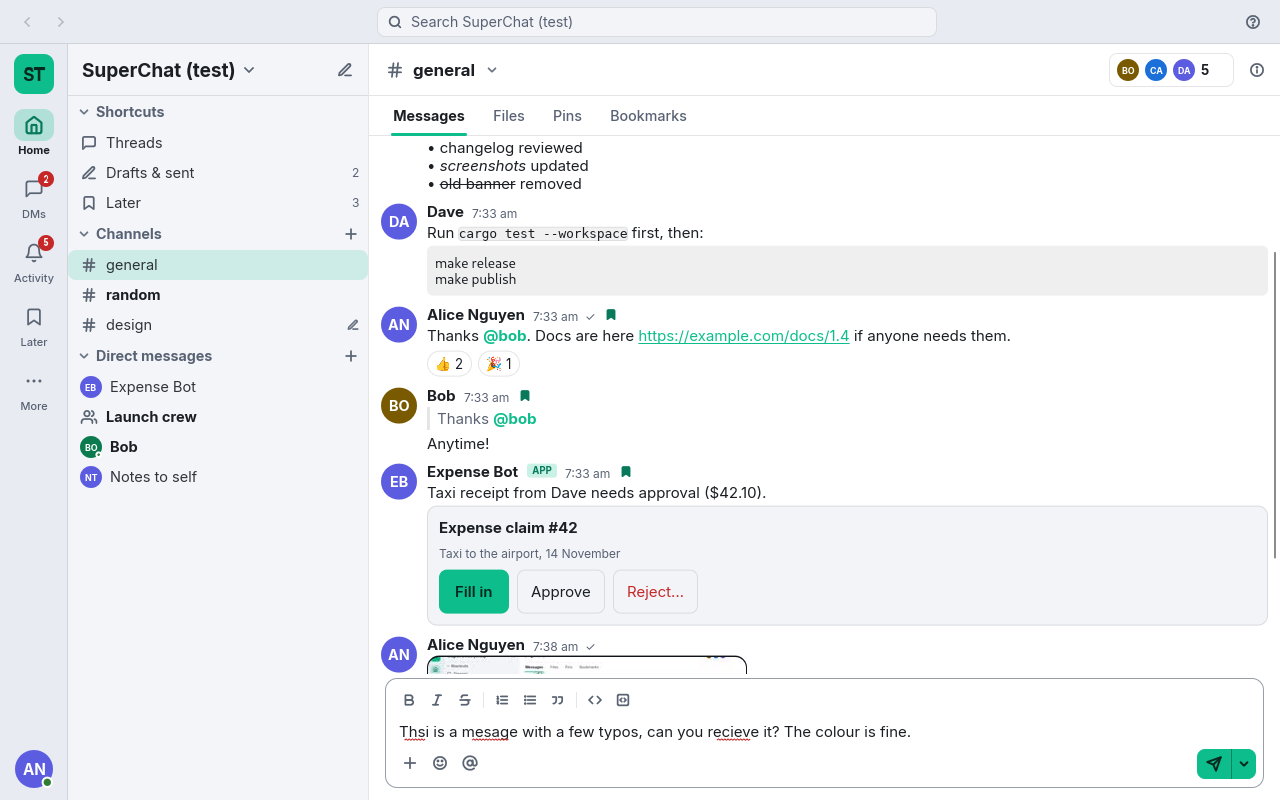 Search SuperChat (test)
ST
SuperChat (test)
# general
BO CA DA 5
Home
2
DMs
5
Activity
Later
More
AN
Shortcuts
Threads
Drafts & sent 2
Later 3
Channels
# general
# random
# design
Direct messages
EB Expense Bot
Launch crew
BO Bob
NT Notes to self
Messages Files Pins Bookmarks
• changelog reviewed
• screenshots updated
• old banner removed
DA Dave 7:33 am
Run cargo test --workspace first, then:
make release
make publish
AN Alice Nguyen 7:33 am ✓
Thanks @bob. Docs are here https://example.com/docs/1.4 if anyone needs them.
👍 2 🎉 1
BO Bob 7:33 am
Thanks @bob
Anytime!
EB Expense Bot APP 7:33 am
Taxi receipt from Dave needs approval ($42.10).
Expense claim #42
Taxi to the airport, 14 November
Fill in Approve Reject...
AN Alice Nguyen 7:38 am ✓
Messages Files Pins Bookmarks
Thsi is a mesage with a few typos, can you recieve it? The colour is fine.